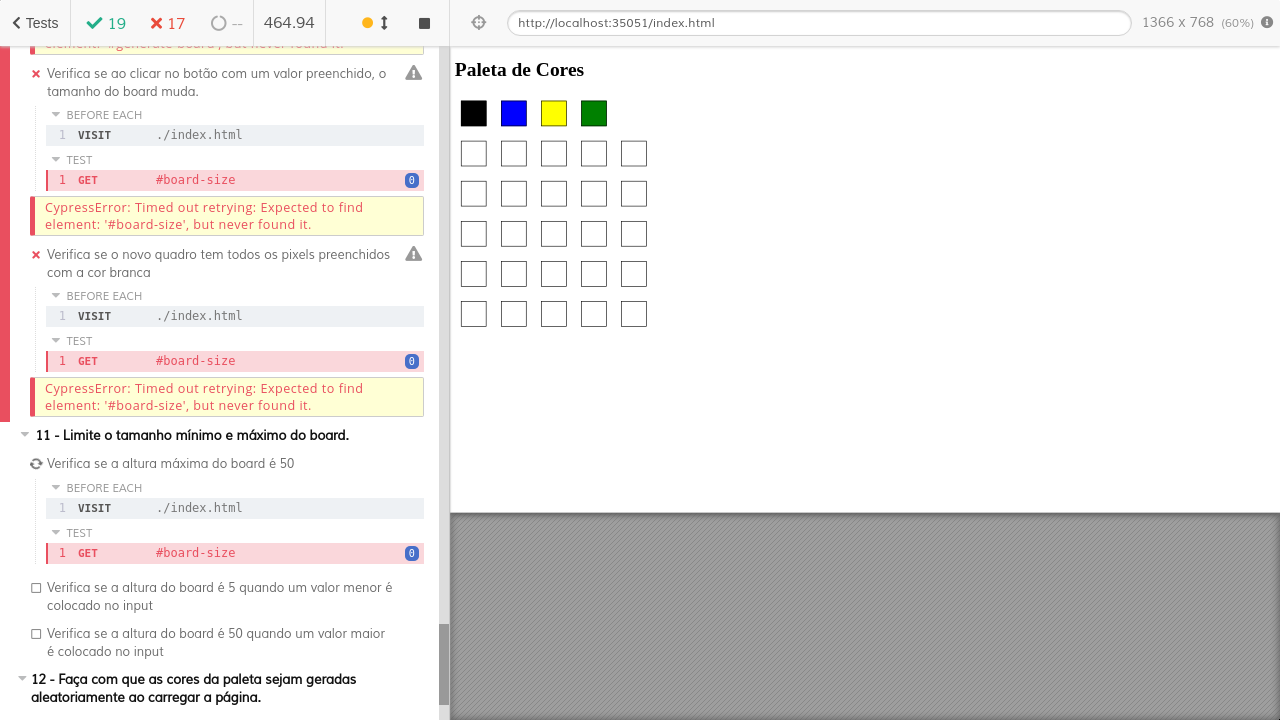 Tests
19
17
--
464.94
http://localhost:35051/index.html
1366 x 768 (60%)
element: '#generate-board', but never found it.
Verifica se ao clicar no botão com um valor preenchido, o
tamanho do board muda.
BEFORE EACH
1 VISIT ./index.html
TEST
1 GET #board-size 0
CypressError: Timed out retrying: Expected to find
element: '#board-size', but never found it.
Verifica se o novo quadro tem todos os pixels preenchidos
com a cor branca
BEFORE EACH
1 VISIT ./index.html
TEST
1 GET #board-size 0
CypressError: Timed out retrying: Expected to find
element: '#board-size', but never found it.
11 - Limite o tamanho mínimo e máximo do board.
Verifica se a altura máxima do board é 50
BEFORE EACH
1 VISIT ./index.html
TEST
1 GET #board-size 0
Verifica se a altura do board é 5 quando um valor menor é
colocado no input
Verifica se a altura do board é 50 quando um valor maior
é colocado no input
12 - Faça com que as cores da paleta sejam geradas
aleatoriamente ao carregar a página.
Paleta de Cores